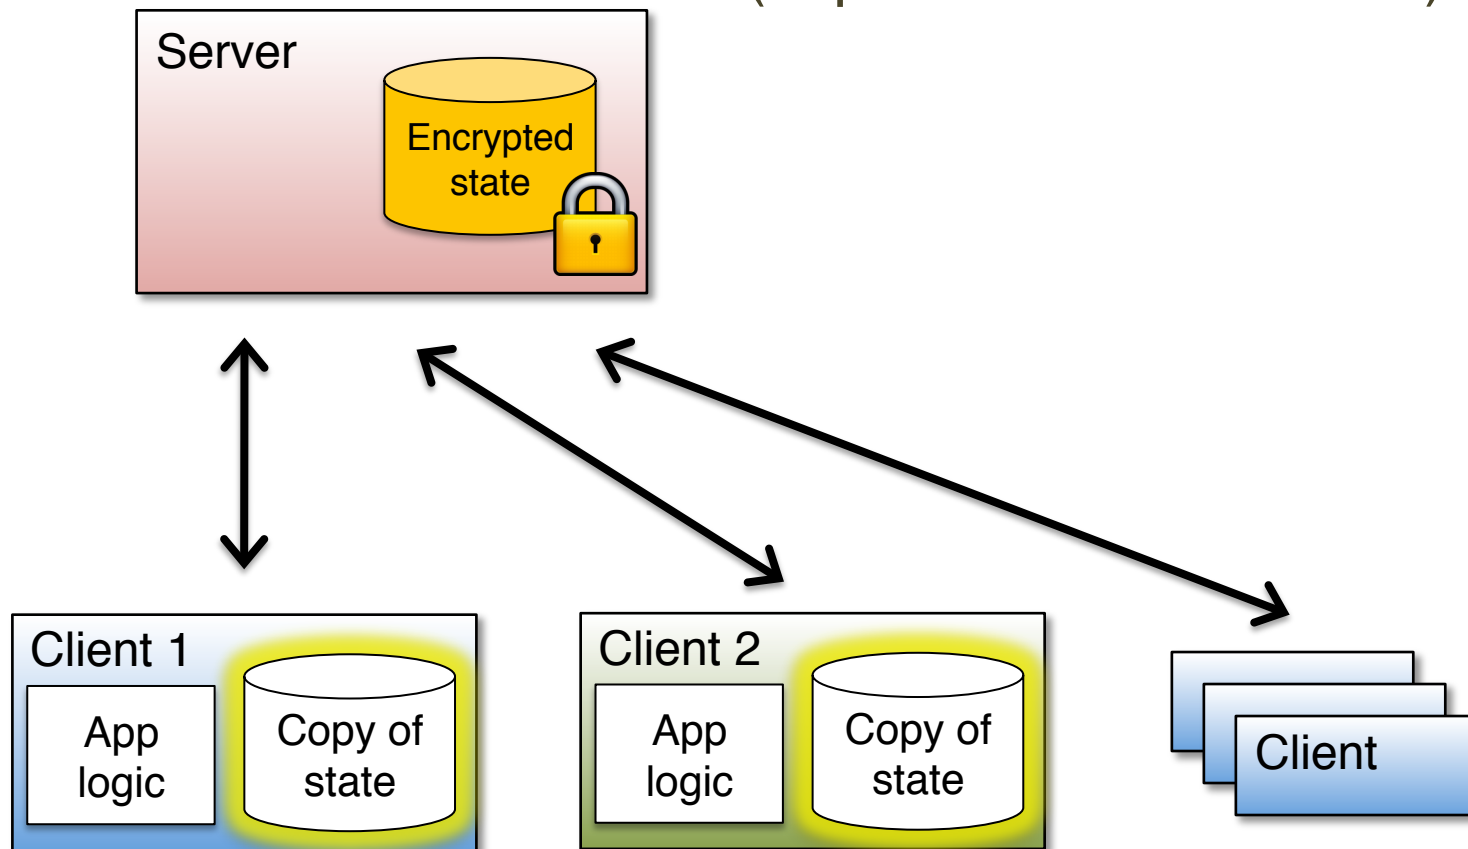 Server
Encrypted
state
Client 1
App
logic
Copy of
state
Client 2
App
logic
Copy of
state
Client